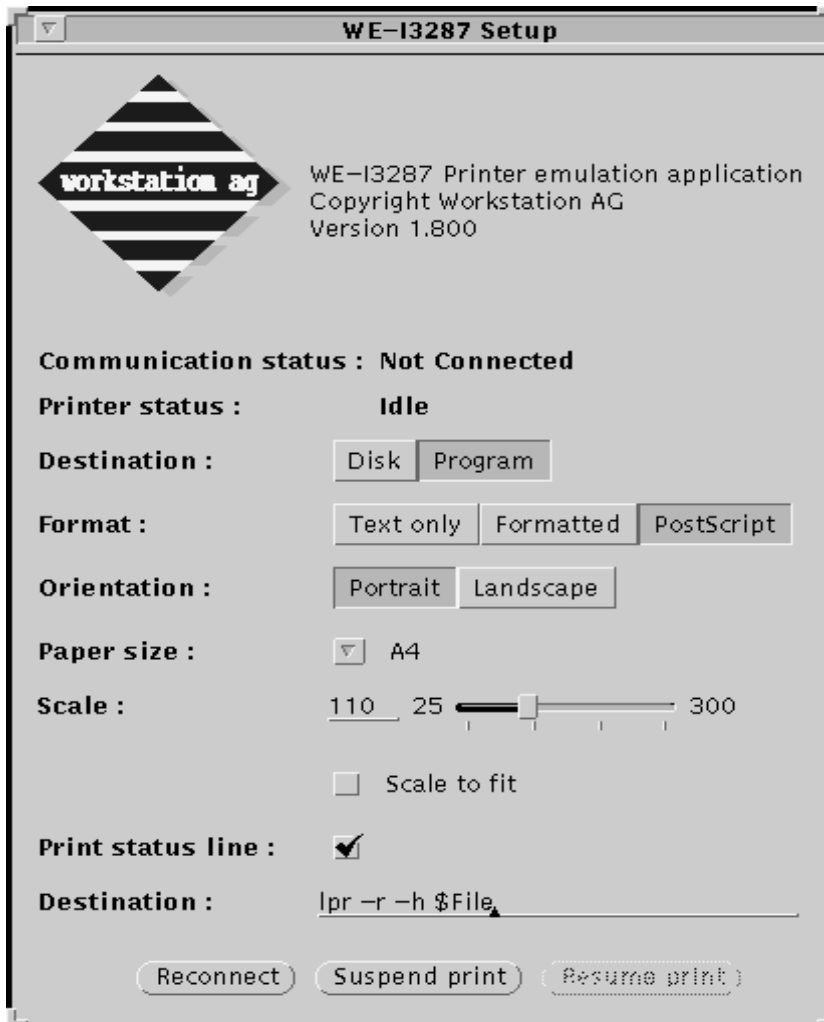 WE-I3287 Setup
workstation ag
WE-I3287 Printer emulation application
Copyright Workstation AG
Version 1.800
Communication status : Not Connected
Printer status : Idle
Destination : Disk Program
Format : Text only Formatted PostScript
Orientation : Portrait Landscape
Paper size : A4
Scale : 110 25 300
Scale to fit
Print status line :
Destination : lpr -r -h $File
Reconnect Suspend print Resume print